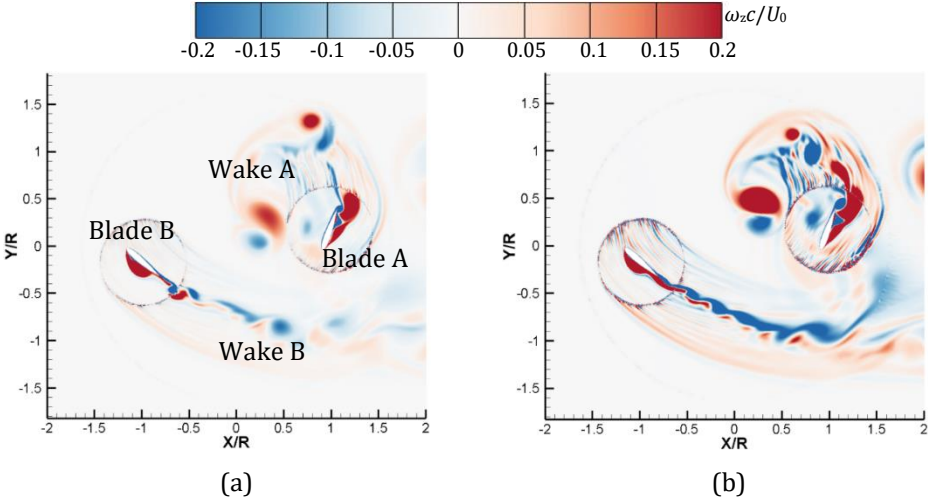 ωzc/U0
-0.2 -0.15 -0.1 -0.05 0 0.05 0.1 0.15 0.2
1.5
1
0.5
0
-0.5
-1
-1.5
Y/R
Wake A
Blade B
Blade A
Wake B
-2 -1.5 -1 -0.5 0 0.5 1 1.5 2
X/R
(a)
1.5
1
0.5
0
-0.5
-1
-1.5
Y/R
-2 -1.5 -1 -0.5 0 0.5 1 1.5 2
X/R
(b)